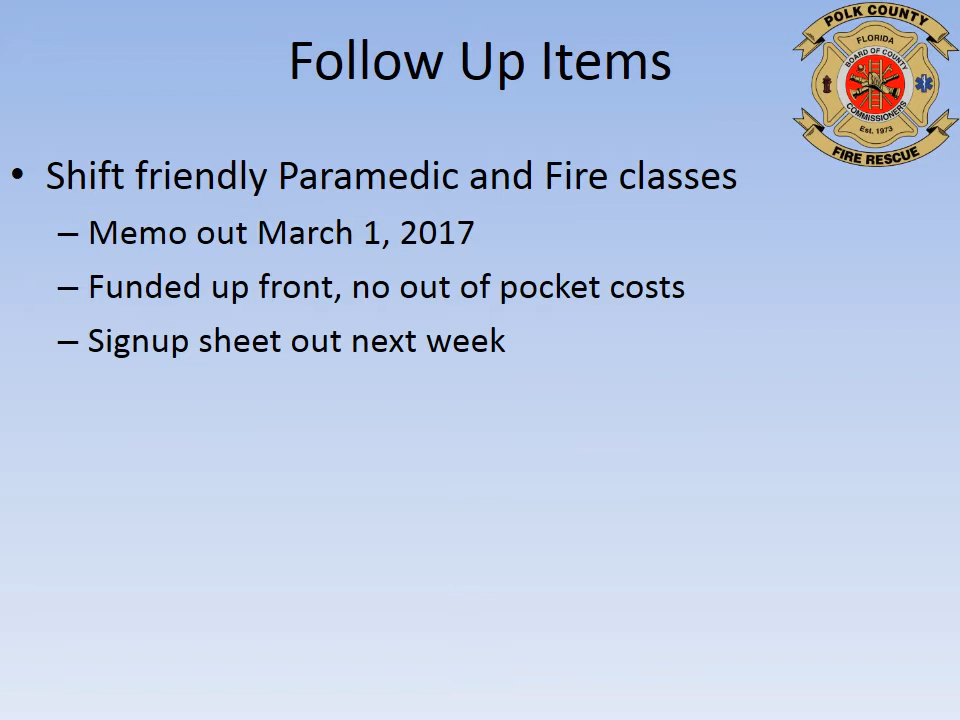 Follow Up Items
POLK COUNTY
FLORIDA
BOARD OF COUNTY
COMMISSIONERS
Est. 1973
FIRE RESCUE
• Shift friendly Paramedic and Fire classes
– Memo out March 1, 2017
– Funded up front, no out of pocket costs
– Signup sheet out next week